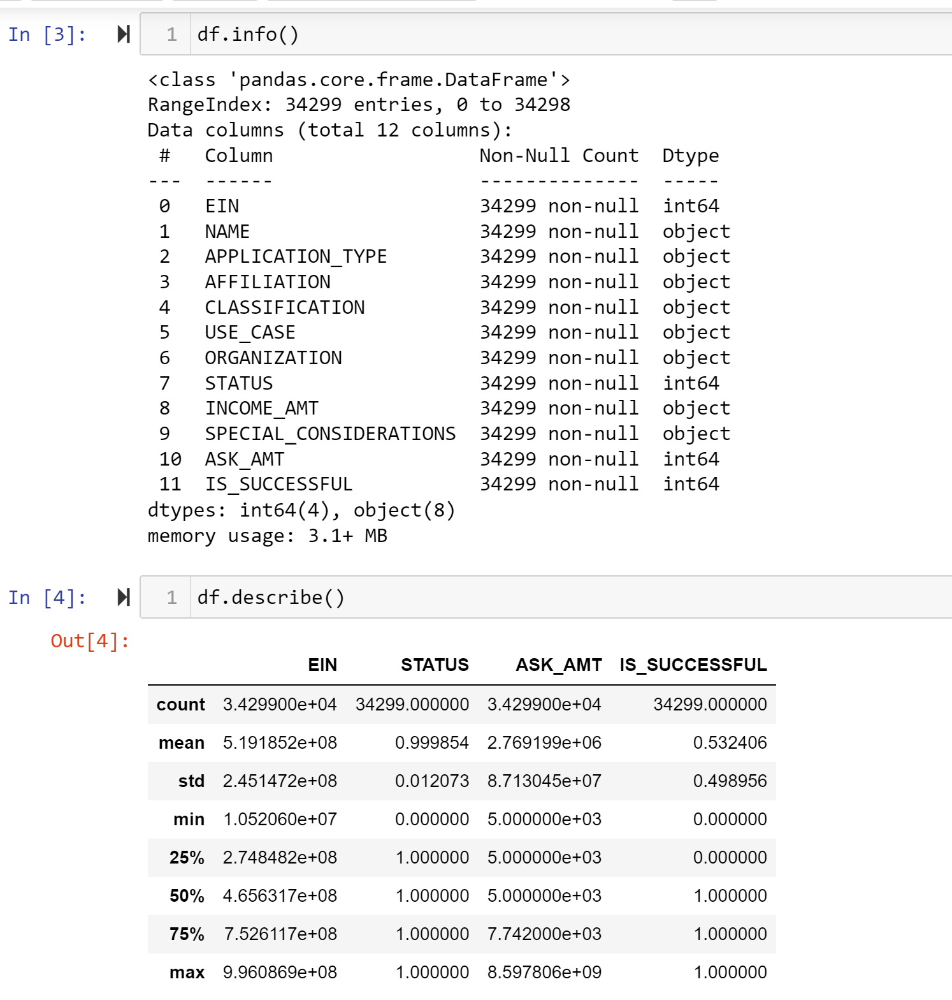 In [3]: 1 df.info()
<class 'pandas.core.frame.DataFrame'>
RangeIndex: 34299 entries, 0 to 34298
Data columns (total 12 columns):
 #   Column                  Non-Null Count  Dtype
---  ------                  --------------  -----
 0   EIN                     34299 non-null  int64
 1   NAME                    34299 non-null  object
 2   APPLICATION_TYPE        34299 non-null  object
 3   AFFILIATION             34299 non-null  object
 4   CLASSIFICATION          34299 non-null  object
 5   USE_CASE                34299 non-null  object
 6   ORGANIZATION            34299 non-null  object
 7   STATUS                  34299 non-null  int64
 8   INCOME_AMT              34299 non-null  object
 9   SPECIAL_CONSIDERATIONS  34299 non-null  object
 10  ASK_AMT                 34299 non-null  int64
 11  IS_SUCCESSFUL           34299 non-null  int64
dtypes: int64(4), object(8)
memory usage: 3.1+ MB
In [4]: 1 df.describe()
Out[4]:
EIN STATUS ASK_AMT IS_SUCCESSFUL
count 3.429900e+04 34299.000000 3.429900e+04 34299.000000
mean 5.191852e+08 0.999854 2.769199e+06 0.532406
std 2.451472e+08 0.012073 8.713045e+07 0.498956
min 1.052060e+07 0.000000 5.000000e+03 0.000000
25% 2.748482e+08 1.000000 5.000000e+03 0.000000
50% 4.656317e+08 1.000000 5.000000e+03 1.000000
75% 7.526117e+08 1.000000 7.742000e+03 1.000000
max 9.960869e+08 1.000000 8.597806e+09 1.000000